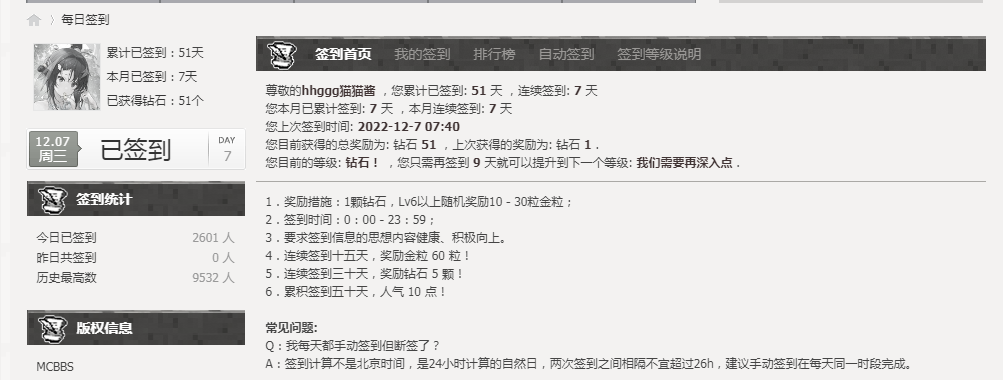 每日签到
累计已签到：51天
本月已签到：7天
已获得钻石：51个
12.07
周三
已签到
DAY
7
签到统计
今日已签到 2601 人
昨日共签到 0 人
历史最高数 9532 人
版权信息
MCBBS
签到首页 我的签到 排行榜 自动签到 签到等级说明
尊敬的hhggg猫猫酱 ，您累计已签到: 51 天 ，连续签到: 7 天
您本月已累计签到: 7 天 ，本月连续签到: 7 天
您上次签到时间: 2022-12-7 07:40
您目前获得的总奖励为: 钻石 51 ，上次获得的奖励为: 钻石 1 .
您目前的等级: 钻石！ ，您只需再签到 9 天就可以提升到下一个等级: 我们需要再深入点 .
1．奖励措施：1颗钻石，Lv6以上随机奖励10 - 30粒金粒；
2．签到时间：0：00 - 23：59；
3．要求签到信息的思想内容健康、积极向上。
4．连续签到十五天，奖励金粒 60 粒！
5．连续签到三十天，奖励钻石 5 颗！
6．累积签到五十天，人气 10 点！
常见问题:
Q：我每天都手动签到但断签了？
A：签到计算不是北京时间，是24小时计算的自然日，两次签到之间相隔不宜超过26h，建议手动签到在每天同一时段完成。